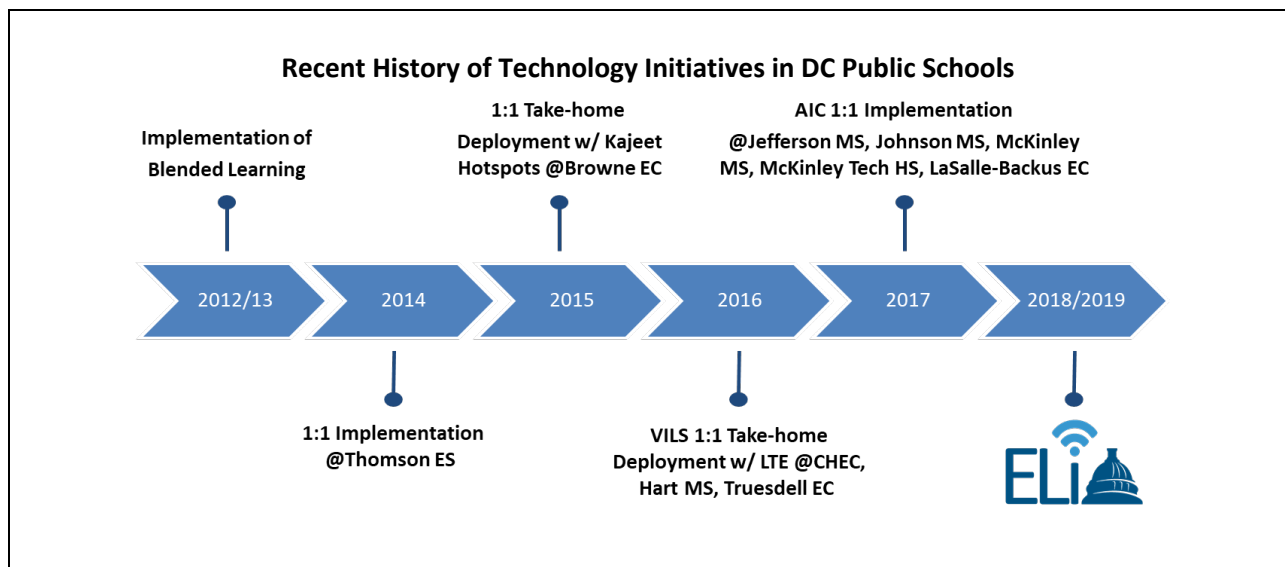 Recent History of Technology Initiatives in DC Public Schools
Implementation of
Blended Learning
1:1 Take-home
Deployment w/ Kajeet
Hotspots @Browne EC
AIC 1:1 Implementation
@Jefferson MS, Johnson MS, McKinley
MS, McKinley Tech HS, LaSalle-Backus EC
2012/13
2014
2015
2016
2017
2018/2019
1:1 Implementation
@Thomson ES
VILS 1:1 Take-home
Deployment w/ LTE @CHEC,
Hart MS, Truesdell EC
ELi